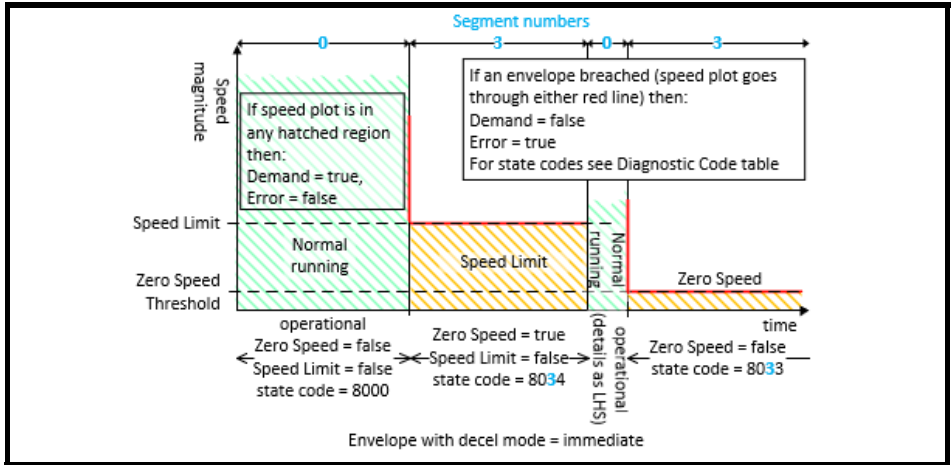 Segment numbers
0
3
0
3
Speed
magnitude
If speed plot is in
any hatched region
then:
Demand = true,
Error = false
If an envelope breached (speed plot goes
through either red line) then:
Demand = false
Error = true
For state codes see Diagnostic Code table
Speed Limit
Zero Speed
Threshold
Normal
running
Speed Limit
Normal
running
Zero Speed
time
operational
Zero Speed = false
Speed Limit = false
state code = 8000
Zero Speed = true
Speed Limit = false
state code = 8034
operational
(details as LHS)
Zero Speed = false
state code = 8033
Envelope with decel mode = immediate